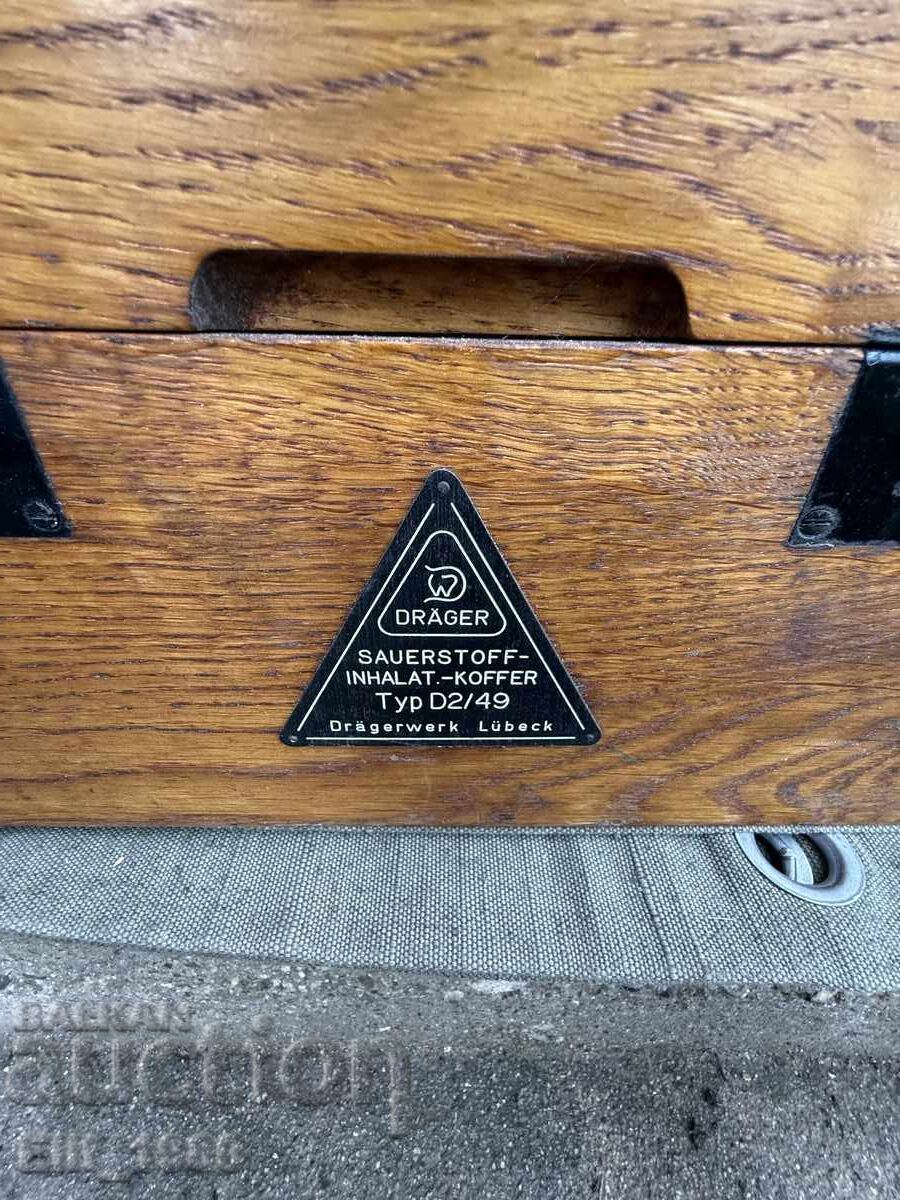 DRÄGER
SAUERSTOFF-
INHALAT.-KOFFER
Typ D2/49
Drägerwerk Lübeck
BALKAN
auction